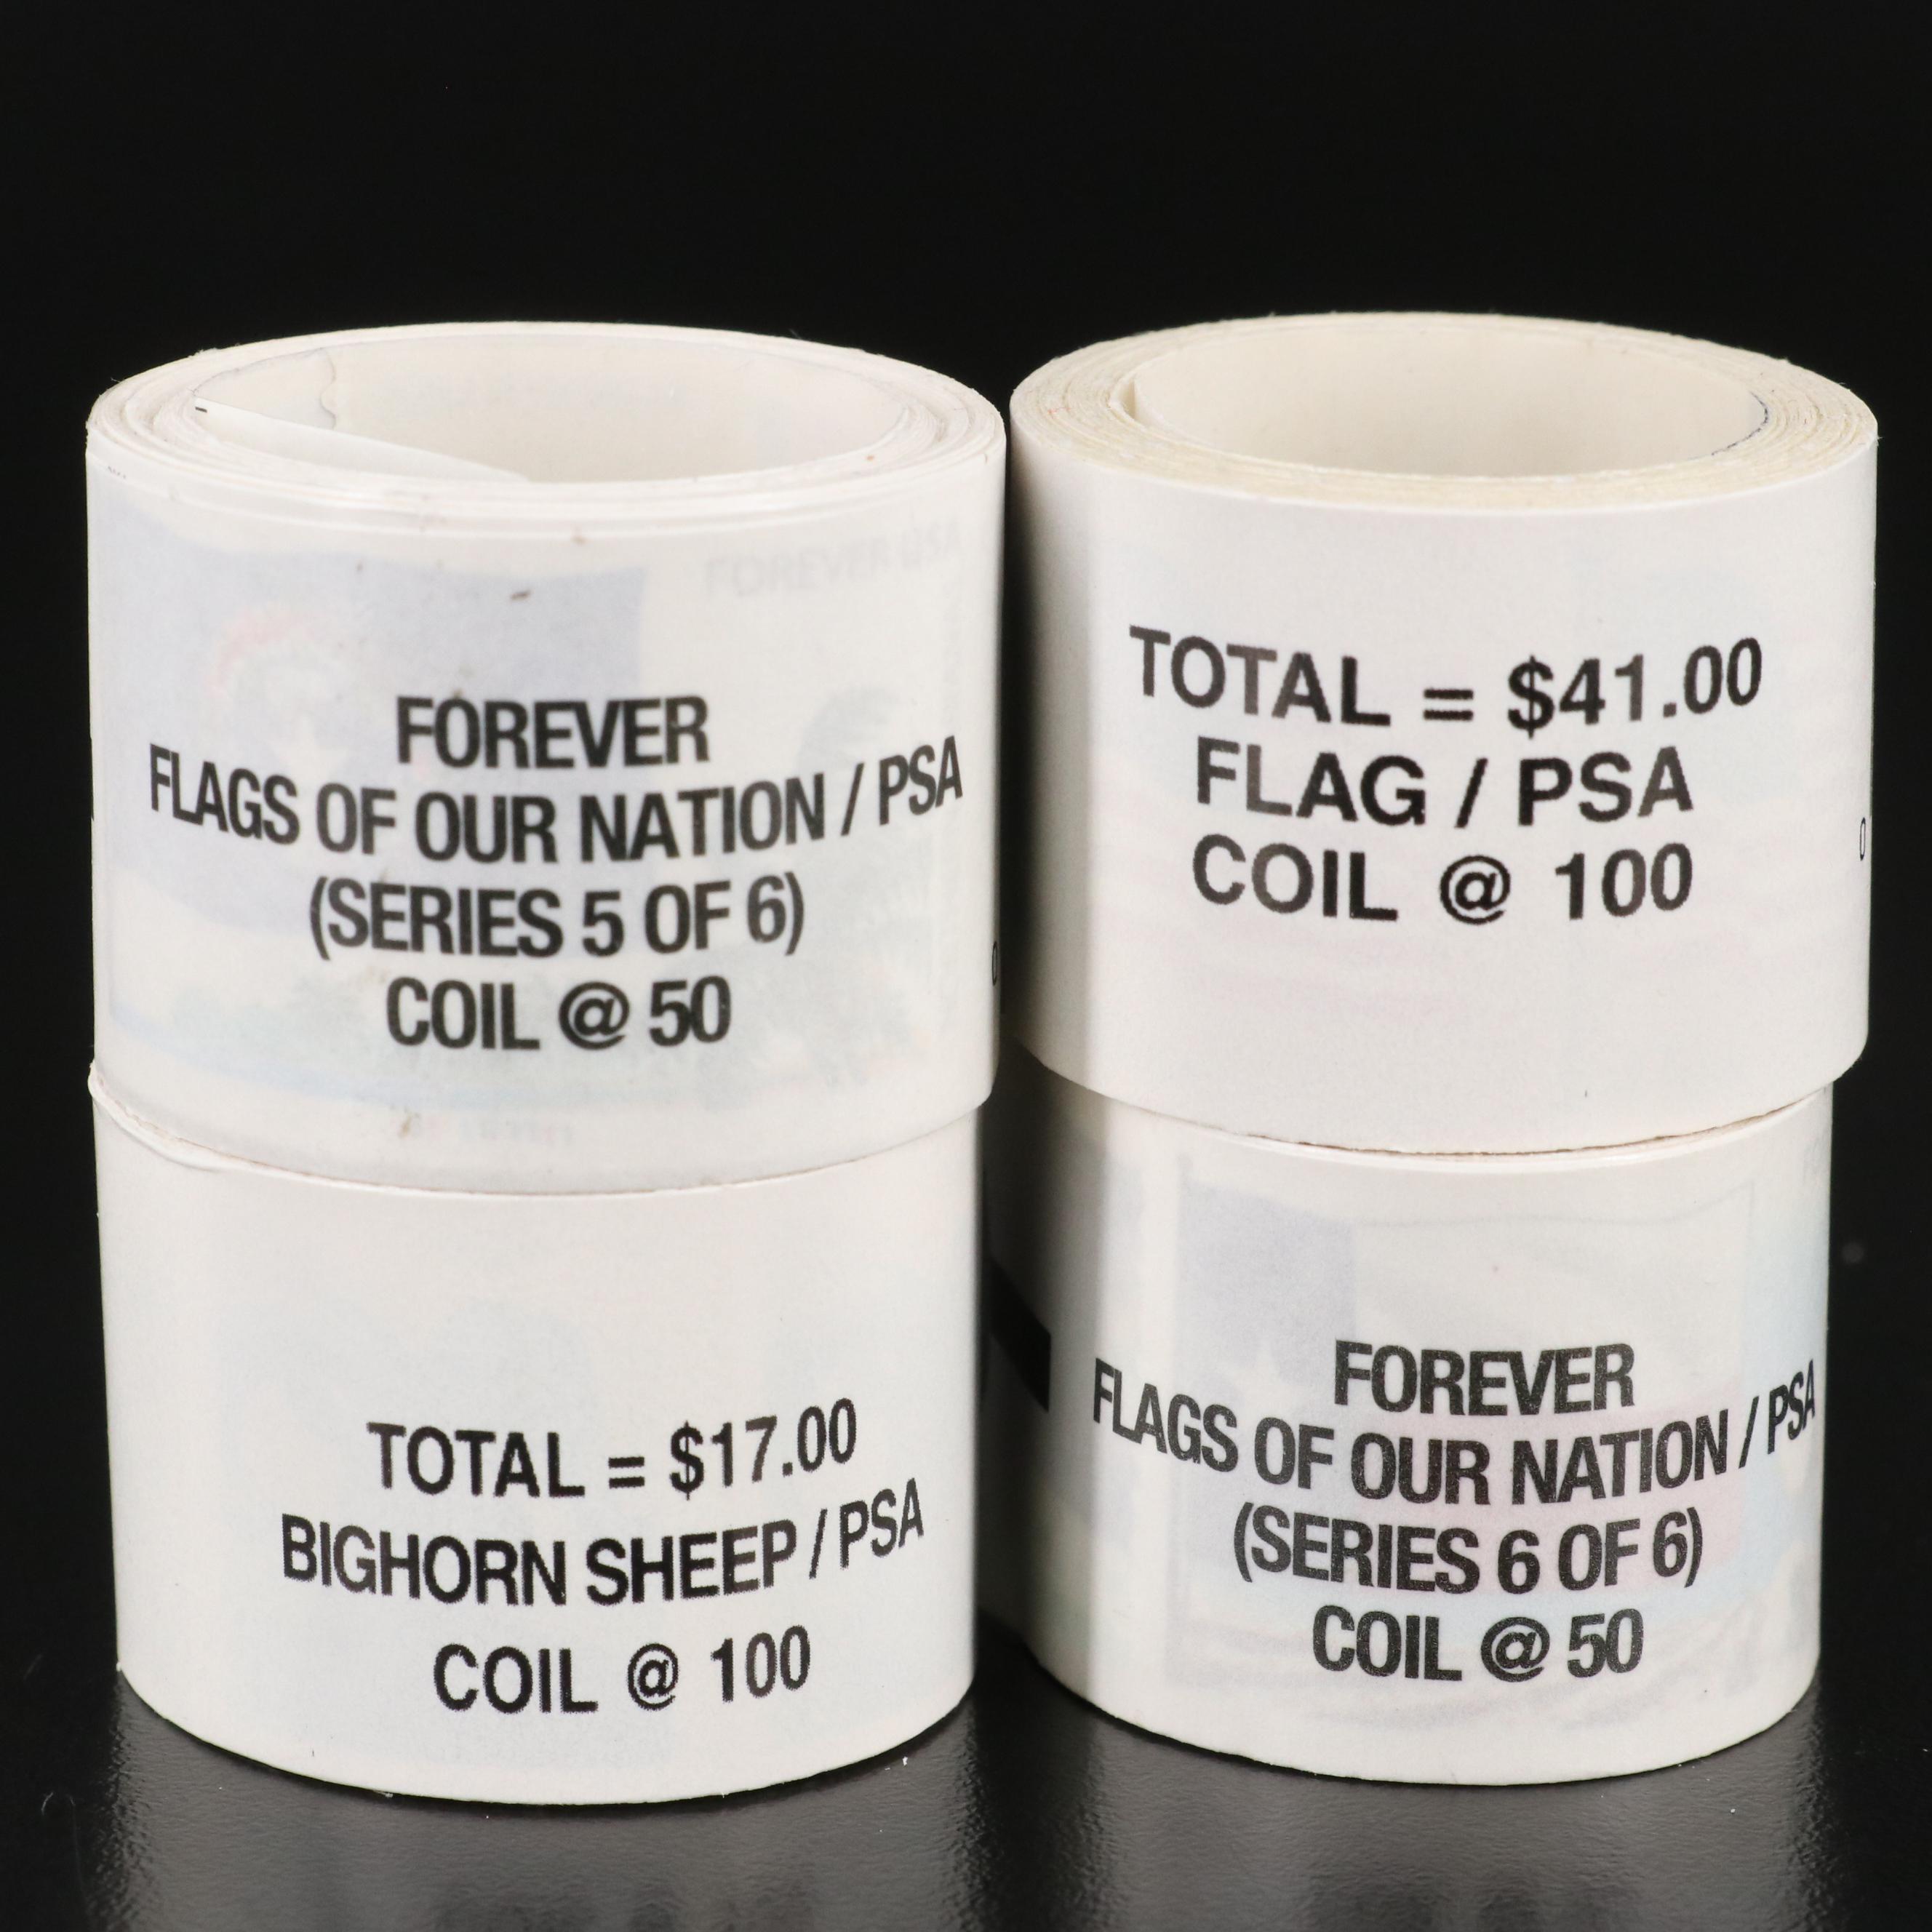 FOREVER USA
FOREVER
FLAGS OF OUR NATION / PSA
(SERIES 5 OF 6)
COIL @ 50
TOTAL = $41.00
FLAG / PSA
COIL @ 100
TOTAL = $17.00
BIGHORN SHEEP / PSA
COIL @ 100
FOREVER
FLAGS OF OUR NATION / PSA
(SERIES 6 OF 6)
COIL @ 50